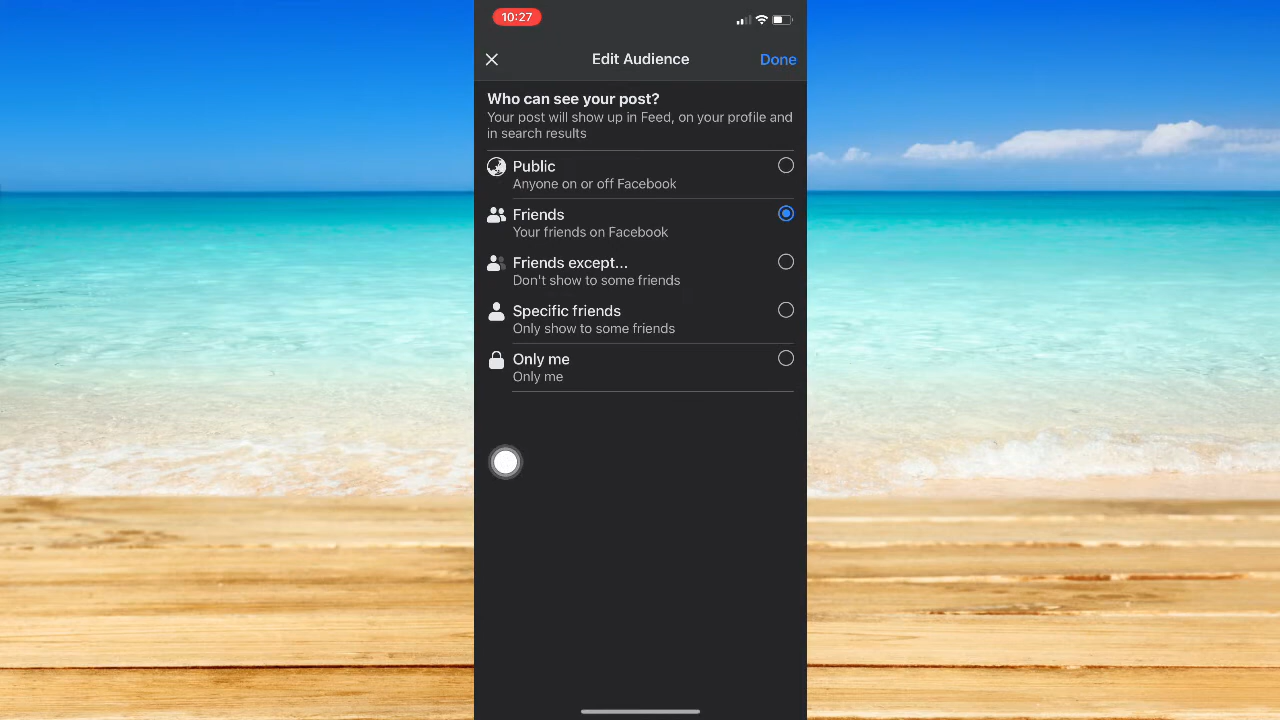 10:27
Edit Audience
Done
Who can see your post?
Your post will show up in Feed, on your profile and
in search results
Public
Anyone on or off Facebook
Friends
Your friends on Facebook
Friends except...
Don't show to some friends
Specific friends
Only show to some friends
Only me
Only me